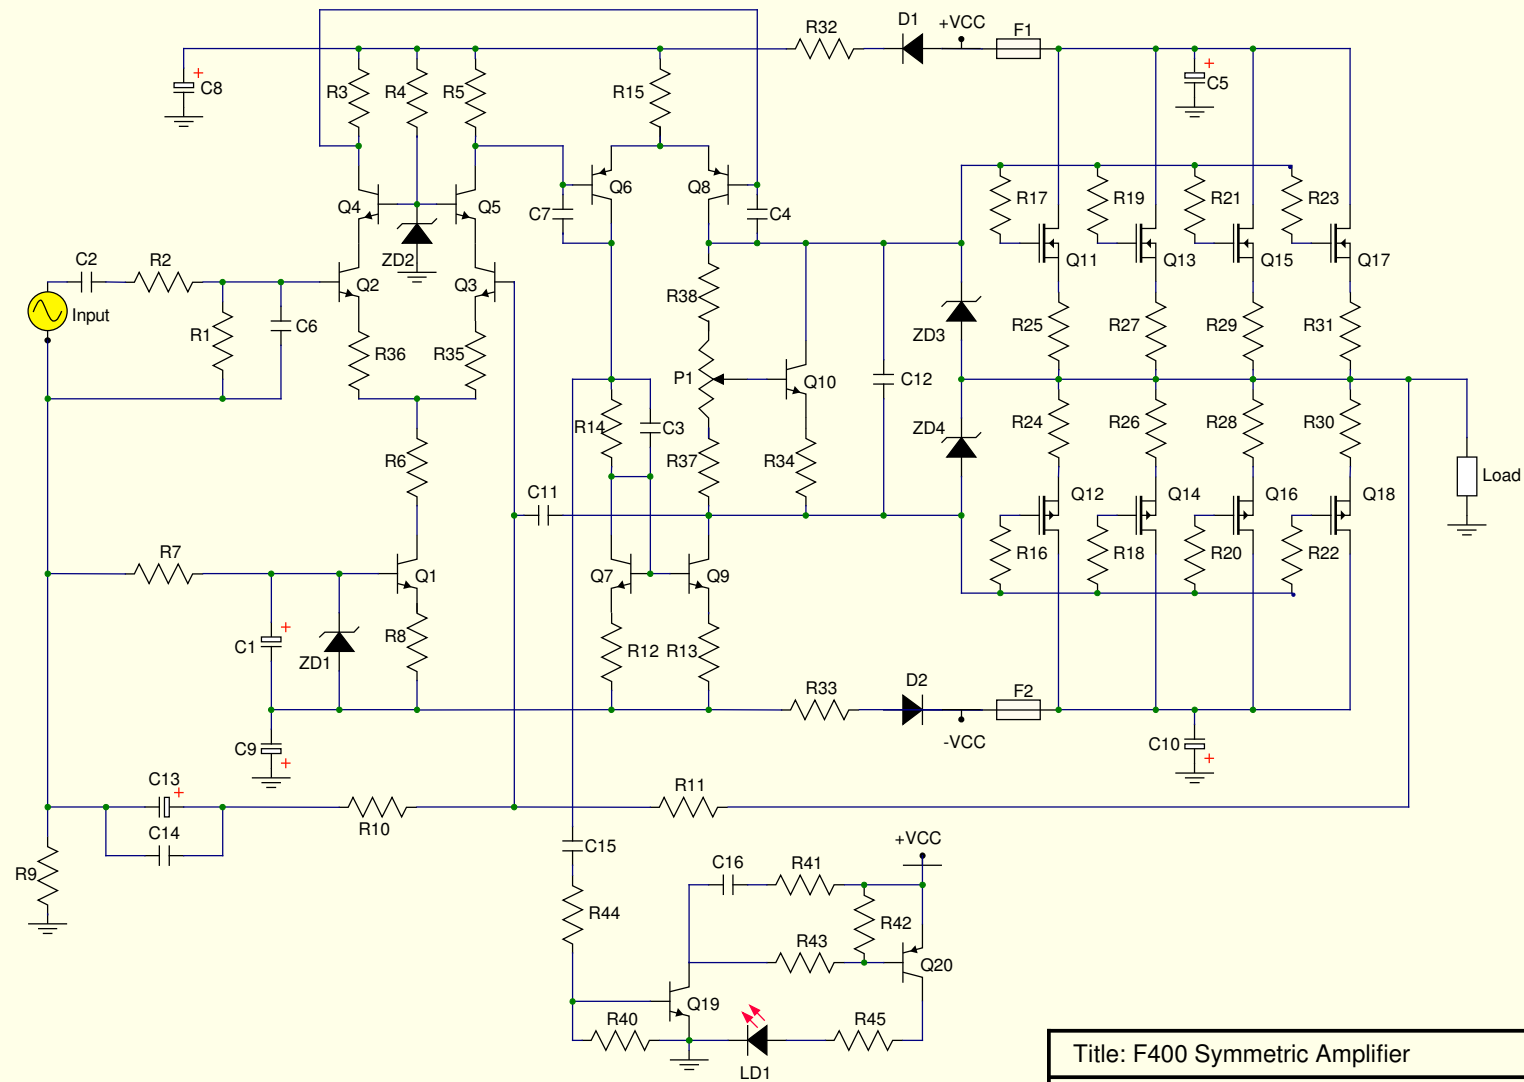 R32
D1
+VCC
F1
+
C8
R3
R4
R5
R15
+
C5
Q4
Q5
C7
Q6
Q8
C4
R17
R19
R21
R23
ZD2
C2
R2
Q2
Q3
Q11
Q13
Q15
Q17
Input
R1
C6
R38
ZD3
R25
R27
R29
R31
R36
R35
P1
Q10
C12
R14
C3
ZD4
R24
R26
R28
R30
R6
R37
R34
Load
C11
Q12
Q14
Q16
Q18
R7
Q1
Q7
Q9
R16
R18
R20
R22
+
C1
ZD1
R8
R12
R13
R33
D2
F2
-VCC
C9
+
C10
+
C13
+
R11
C14
R10
C15
+VCC
R9
C16
R41
R44
R42
R43
Q20
Q19
R40
R45
LD1
Title: F400 Symmetric Amplifier